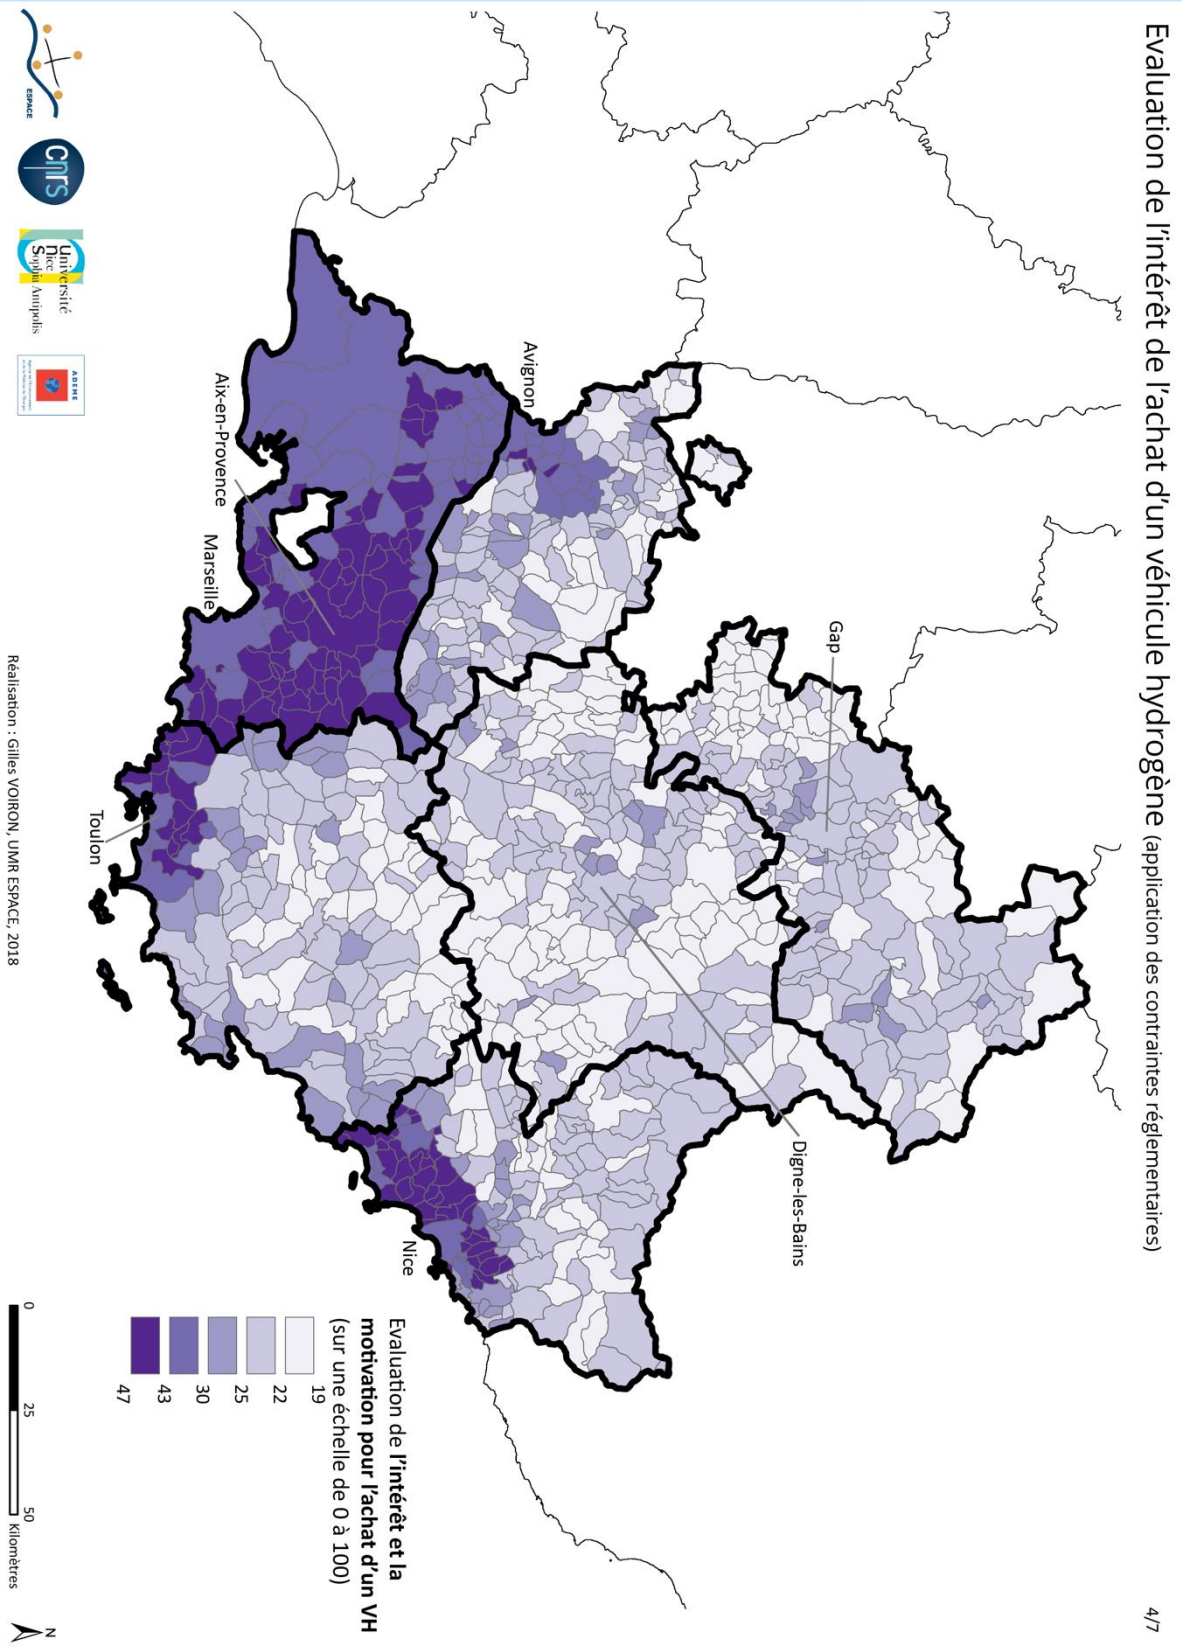 Evaluation de l'intérêt de l'achat d'un véhicule hydrogène (application des contraintes réglementaires)
4/7
Gap
Digne-les-Bains
Avignon
Aix-en-Provence
Marseille
Toulon
Nice
Evaluation de l'intérêt et la
motivation pour l'achat d'un VH
(sur une échelle de 0 à 100)
19
22
25
30
43
47
0
25
50
Kilomètres
N
Réalisation : Gilles VOIRON, UMR ESPACE, 2018
ESPACE
cnrs
Université
nice
Sophia Antipolis
ADEME